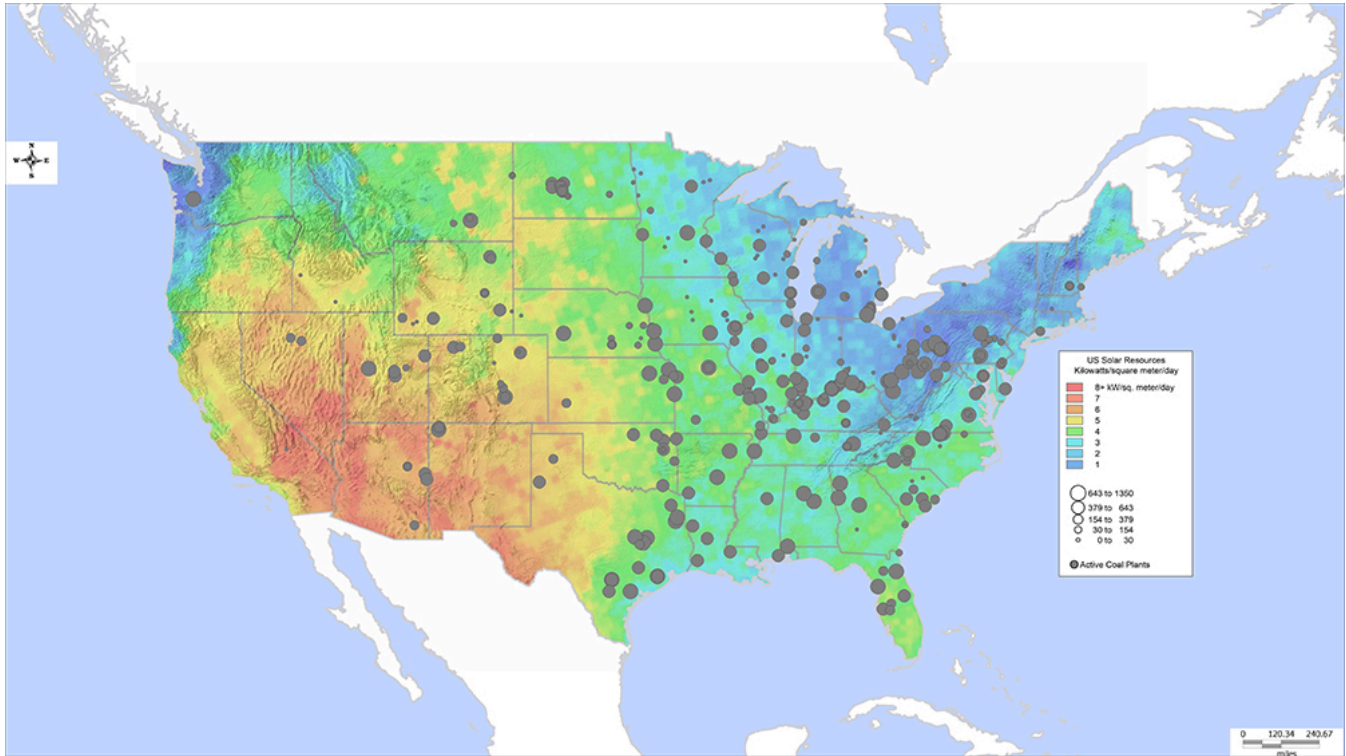 N
W E
S
US Solar Resources
Kilowatts/square meter/day
8+ kW/sq. meter/day
7
6
5
4
3
2
1
643 to 1350
379 to 643
154 to 379
30 to 154
0 to 30
Active Coal Plants
0 120.34 240.67
miles